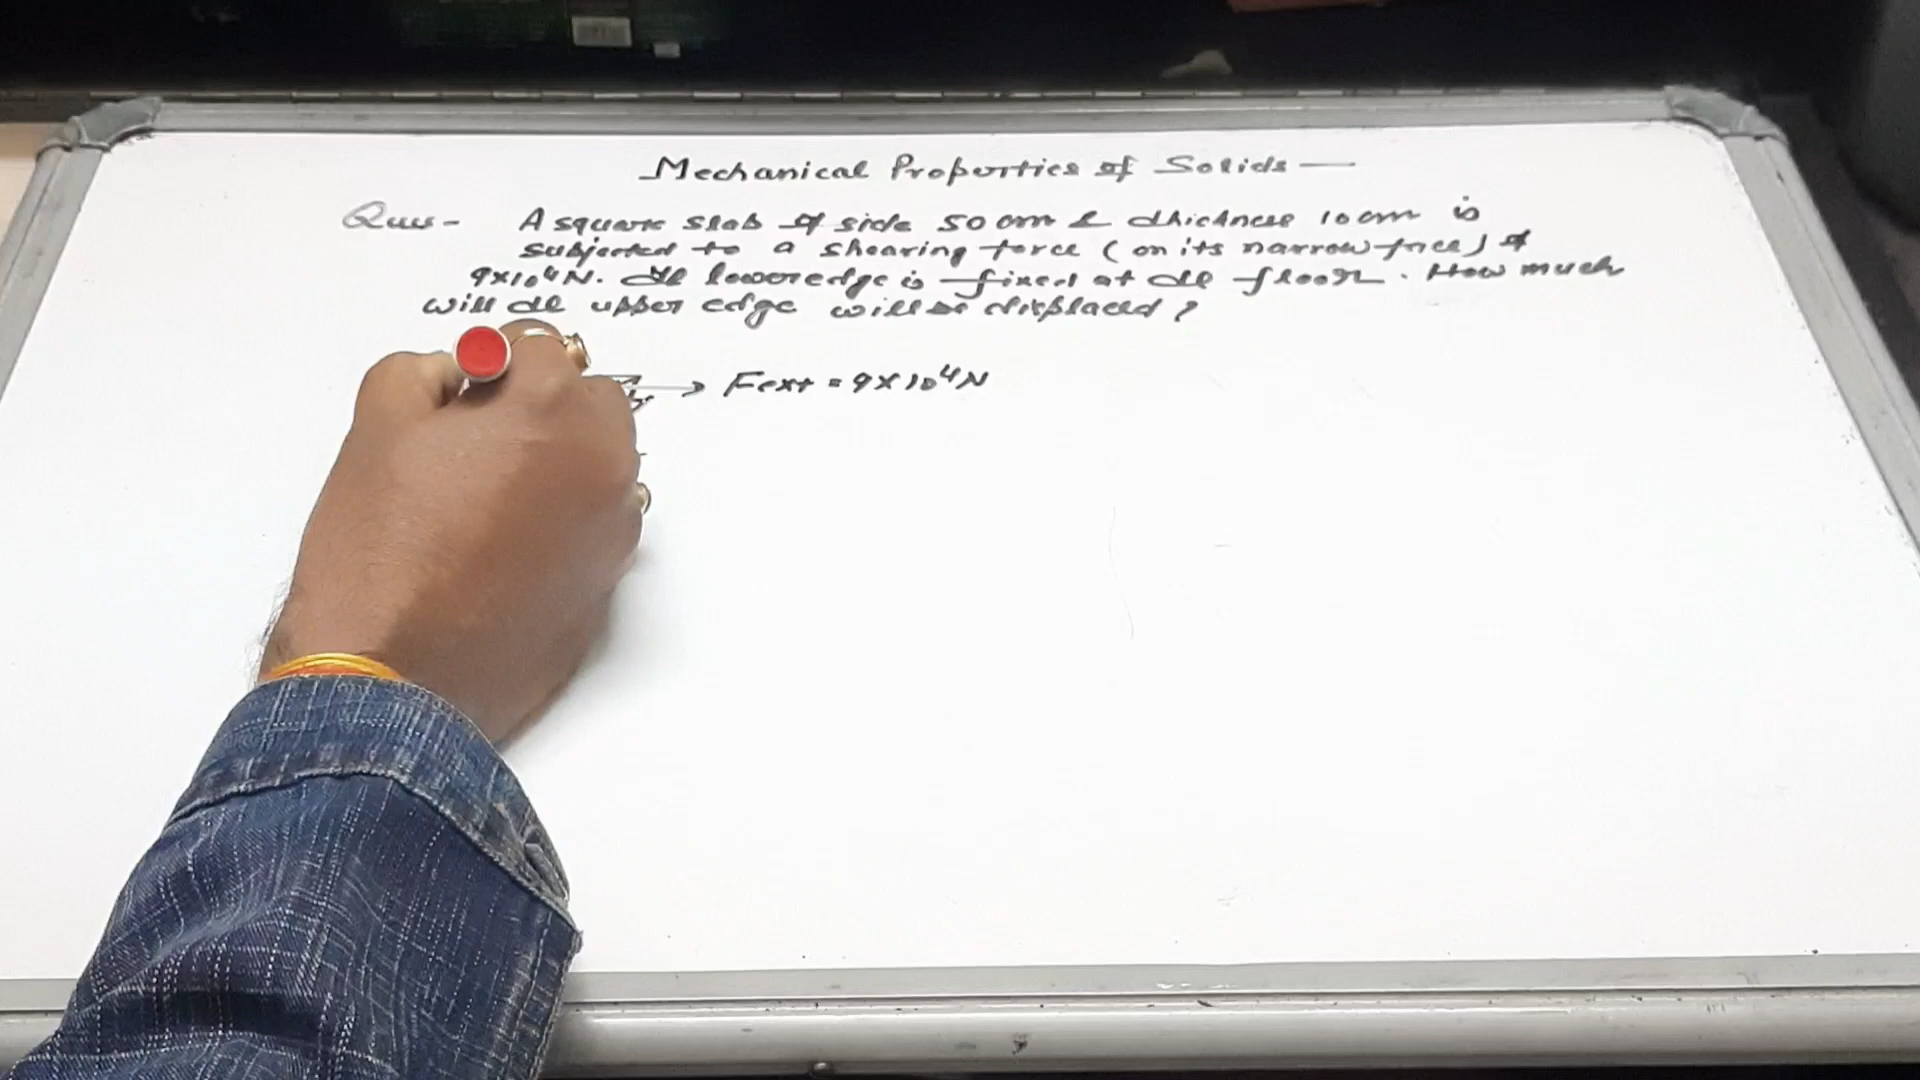 Mechanical Properties of Solids —
Ques - A square slab of side 50 cm & thickness 10 cm is
subjected to a shearing force (on its narrow face) of
9×10⁴N. The lower edge is fixed at the floor. How much
will the upper edge will be displaced?
Fext = 9×10⁴N